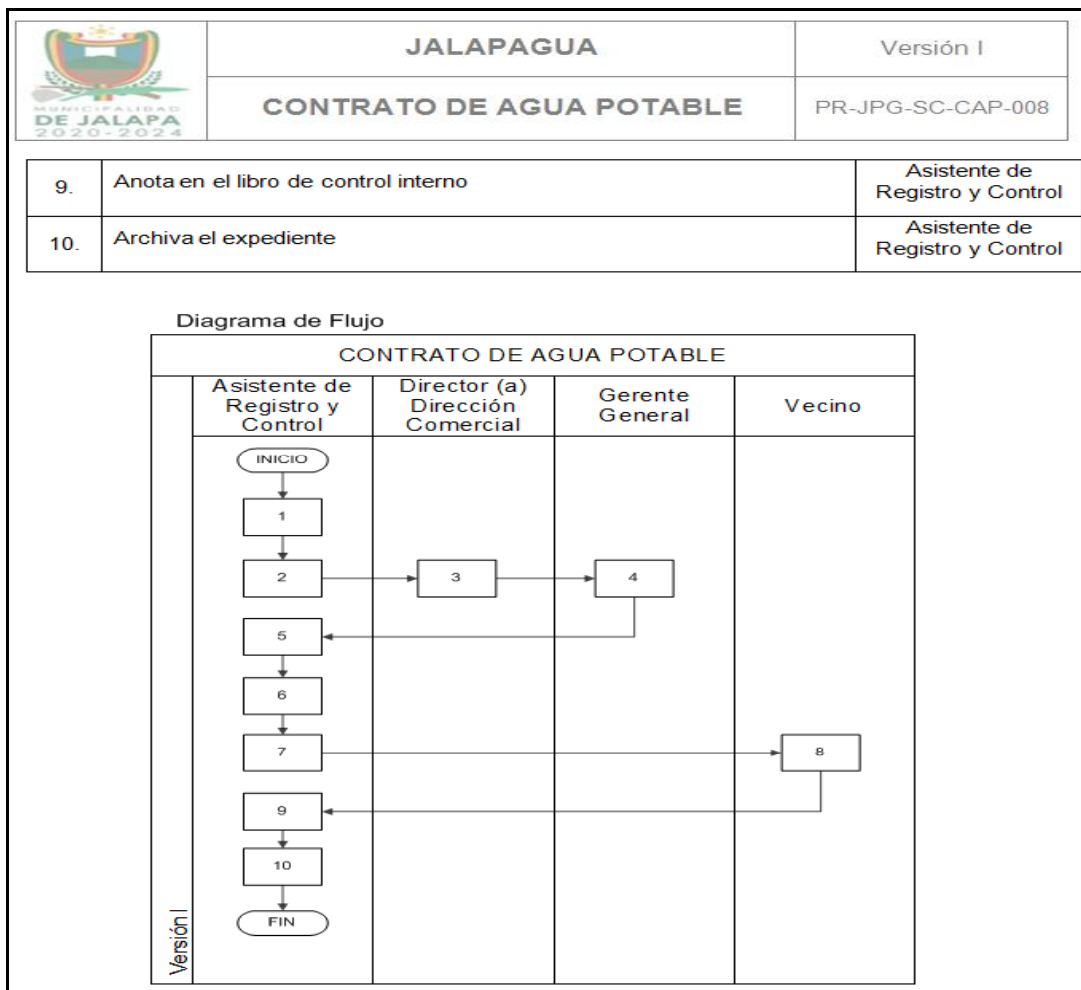 JALAPAGUA
Versión I
MUNICIPALIDAD
DE JALAPA
2020-2024
CONTRATO DE AGUA POTABLE
PR-JPG-SC-CAP-008
9.
Anota en el libro de control interno
Asistente de
Registro y Control
10.
Archiva el expediente
Asistente de
Registro y Control
Diagrama de Flujo
CONTRATO DE AGUA POTABLE
Asistente de
Registro y
Control
Director (a)
Dirección
Comercial
Gerente
General
Vecino
INICIO
1
2
3
4
5
6
7
8
9
10
FIN
Versión I